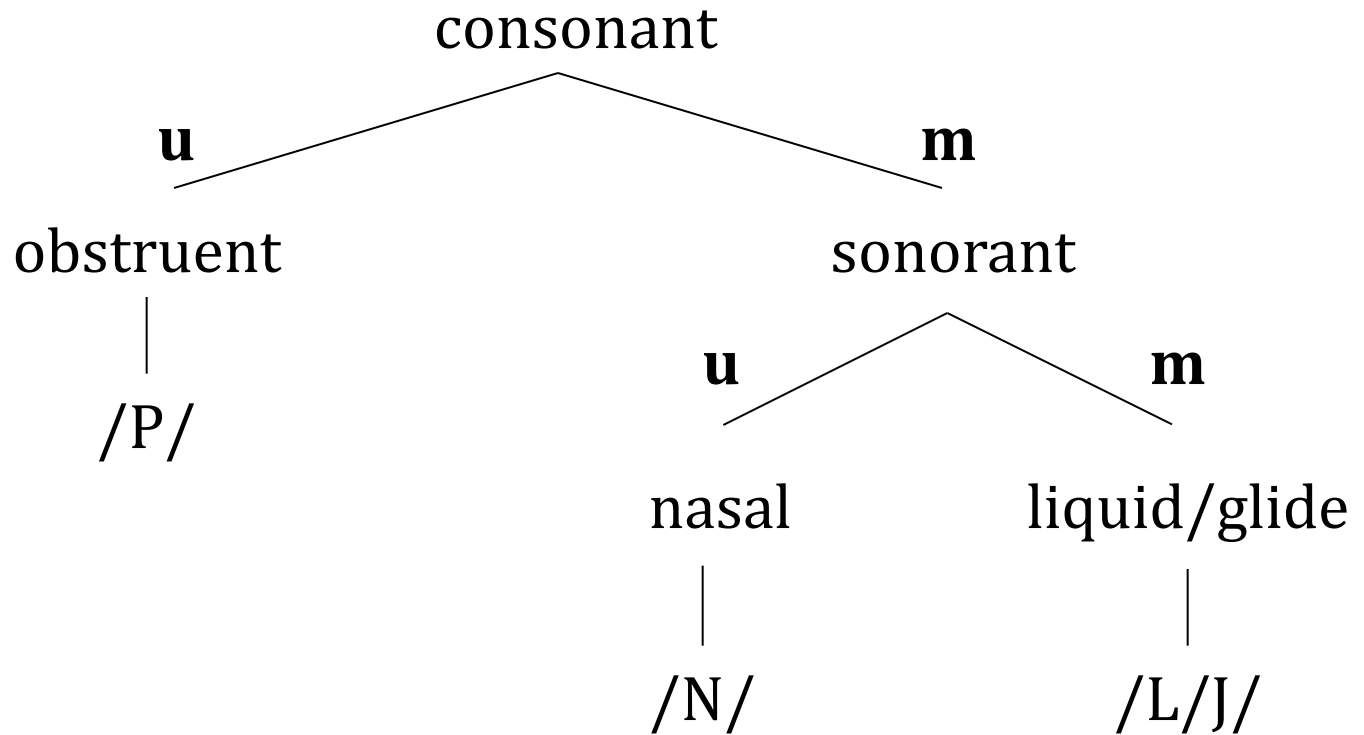 consonant
u m
obstruent sonorant
u m
/P/
nasal liquid/glide
/N/ /L/J/